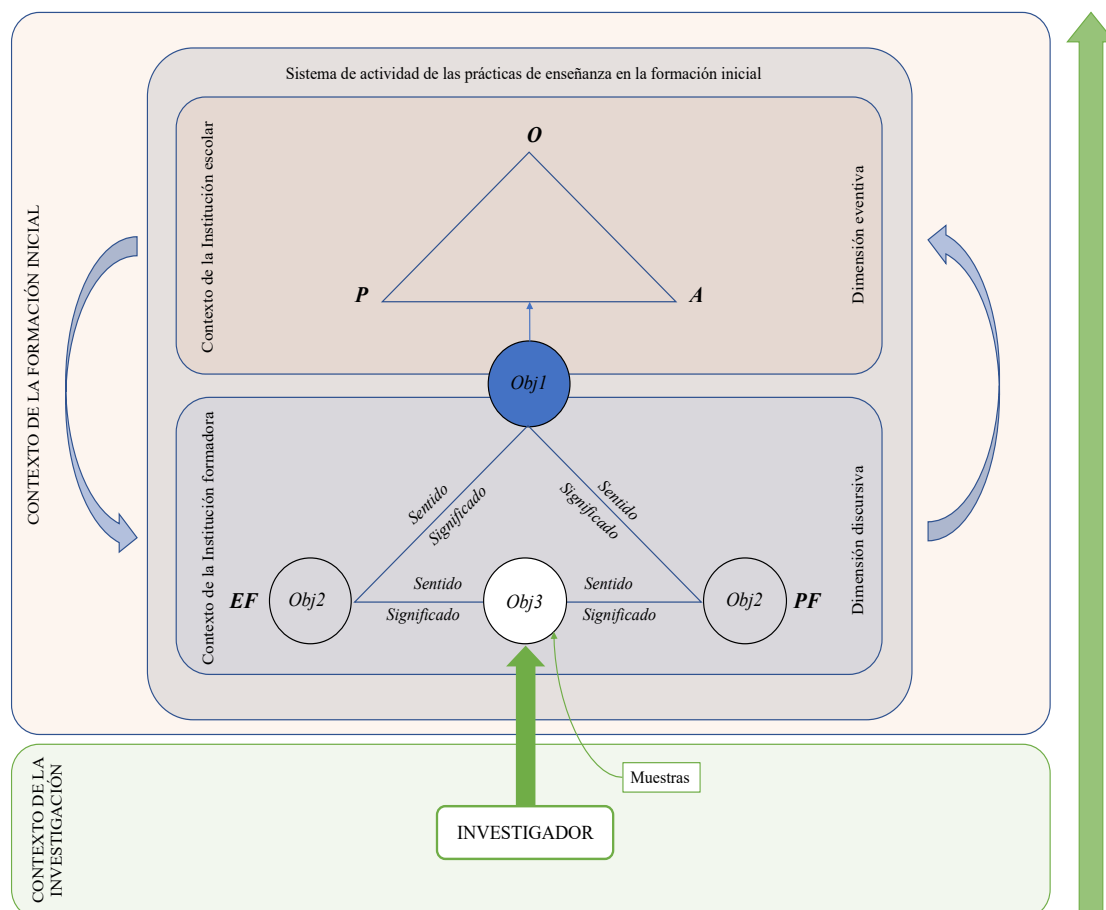 Sistema de actividad de las prácticas de enseñanza en la formación inicial
CONTEXTO DE LA FORMACIÓN INICIAL
Contexto de la Institución escolar
O
P
A
Dimensión eventiva
Obj1
Contexto de la Institución formadora
Sentido
Significado
Sentido
Significado
Dimensión discursiva
EF
Obj2
Sentido
Significado
Obj3
Sentido
Significado
Obj2
PF
Muestras
INVESTIGADOR
CONTEXTO DE LA
INVESTIGACIÓN